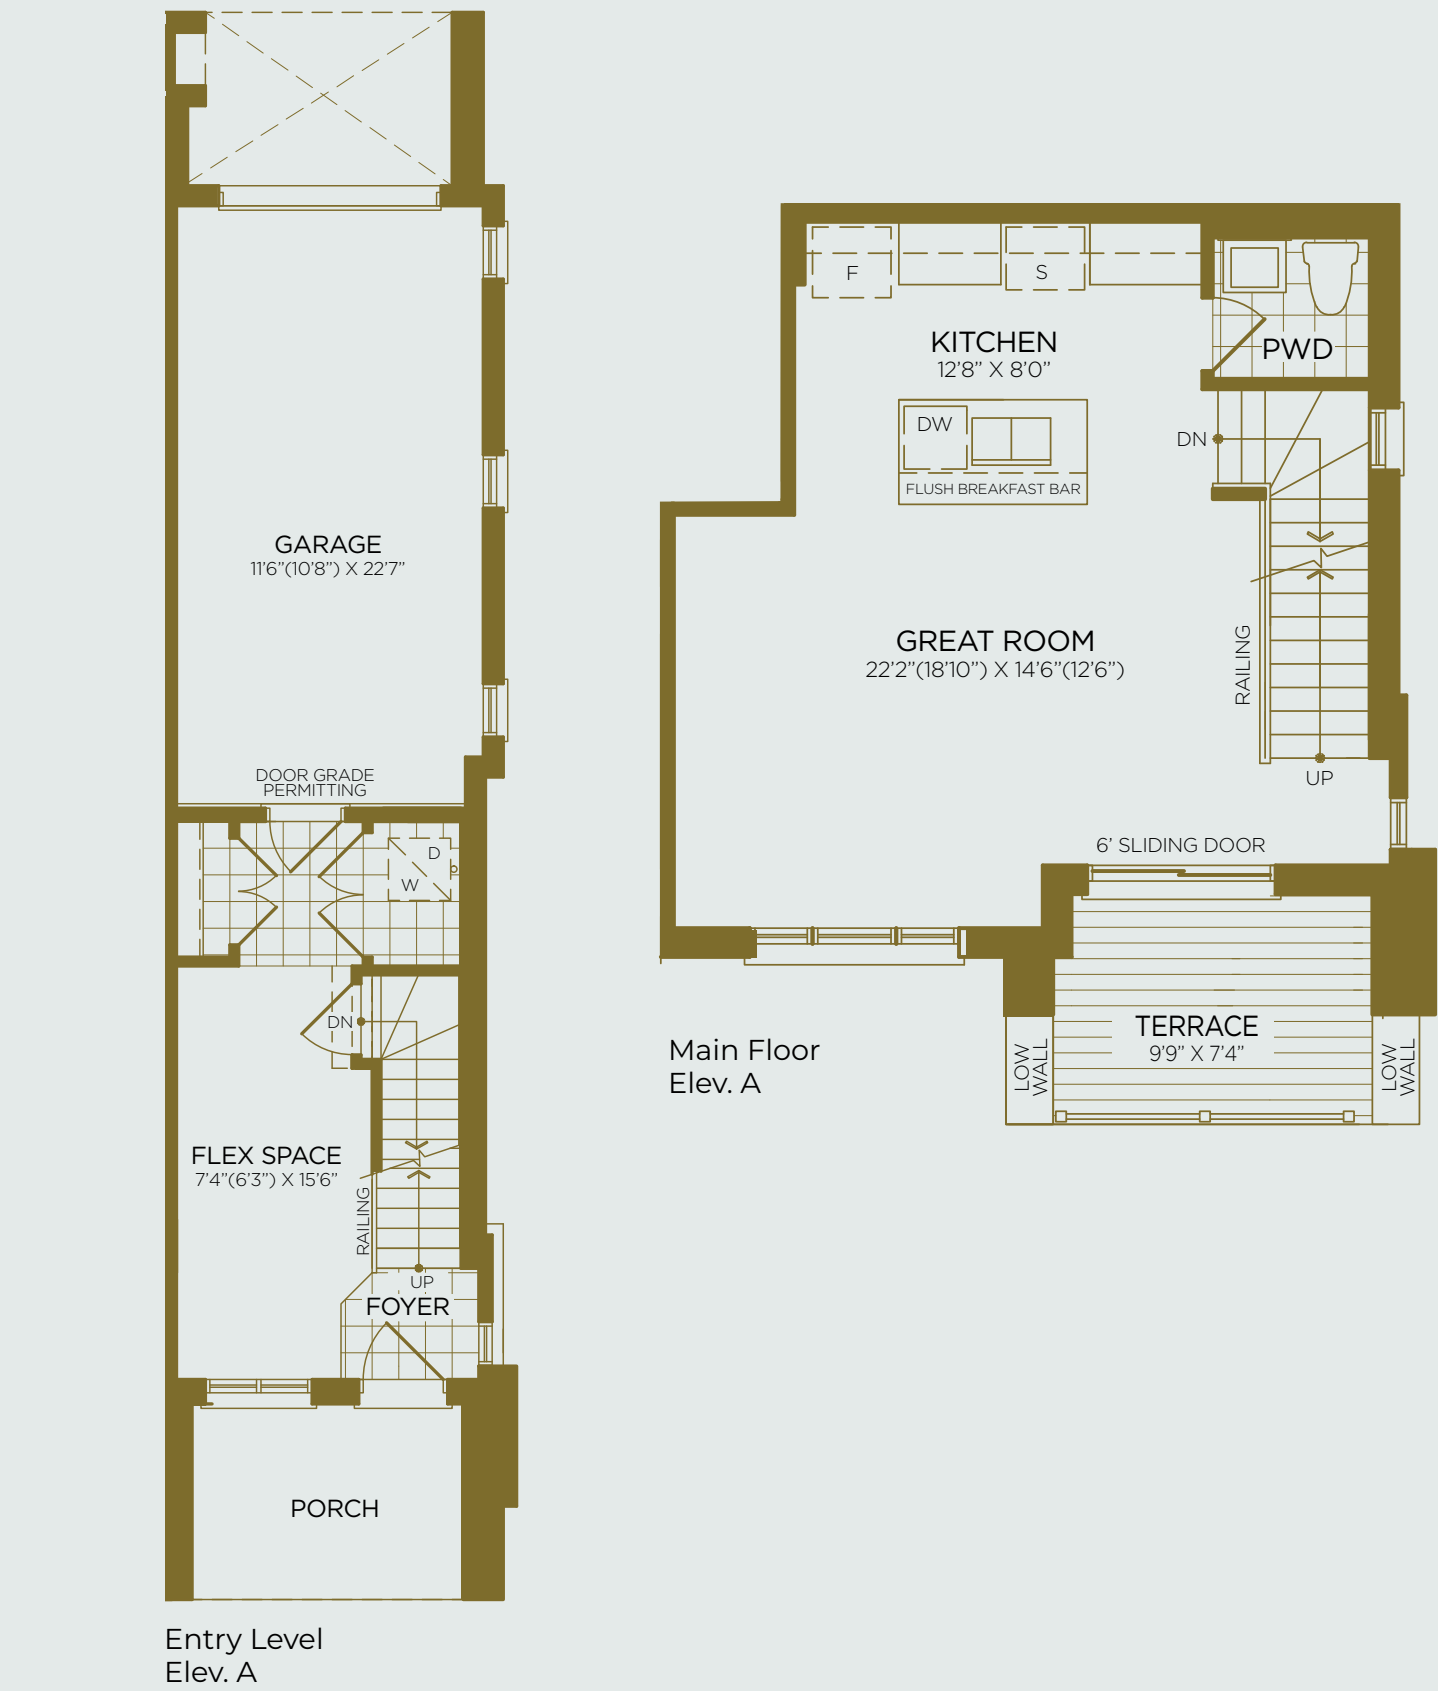 GARAGE
11'6"(10'8") X 22'7"
DOOR GRADE
PERMITTING
D
W
DN
FLEX SPACE
7'4"(6'3") X 15'6"
RAILING
UP
FOYER
PORCH
Entry Level
Elev. A
F
S
KITCHEN
12'8" X 8'0"
PWD
DW
FLUSH BREAKFAST BAR
DN
GREAT ROOM
22'2"(18'10") X 14'6"(12'6")
RAILING
UP
6' SLIDING DOOR
TERRACE
9'9" X 7'4"
LOW
WALL
LOW
WALL
Main Floor
Elev. A